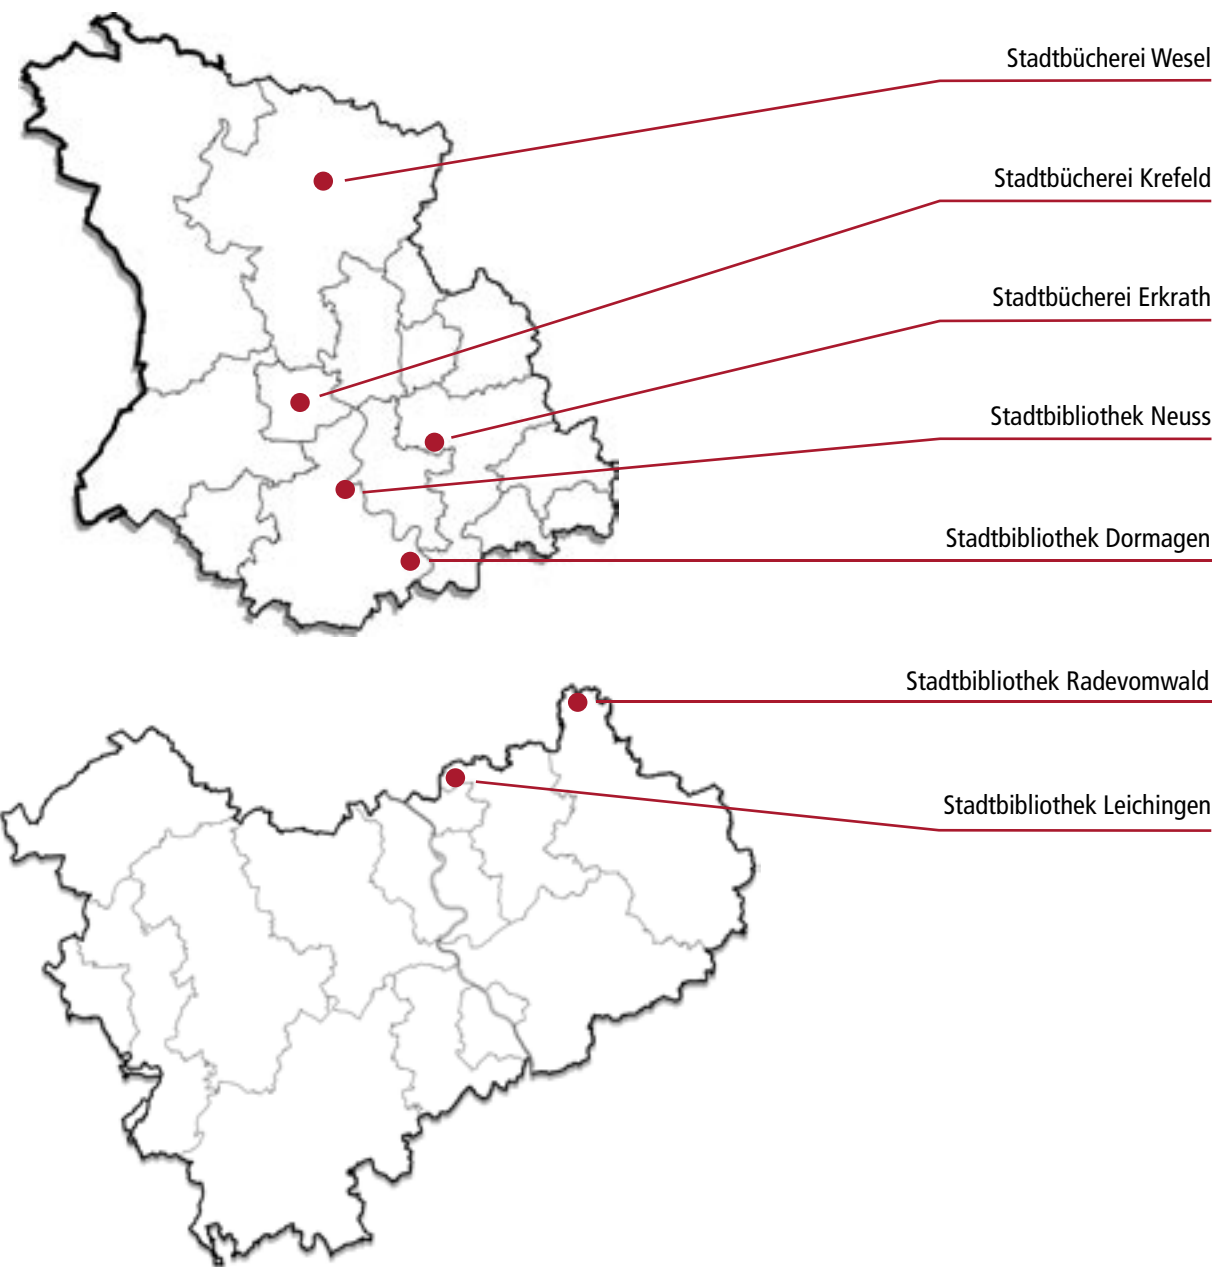 Stadtbücherei Wesel
Stadtbücherei Krefeld
Stadtbücherei Erkrath
Stadtbibliothek Neuss
Stadtbibliothek Dormagen
Stadtbibliothek Radevomwald
Stadtbibliothek Leichingen